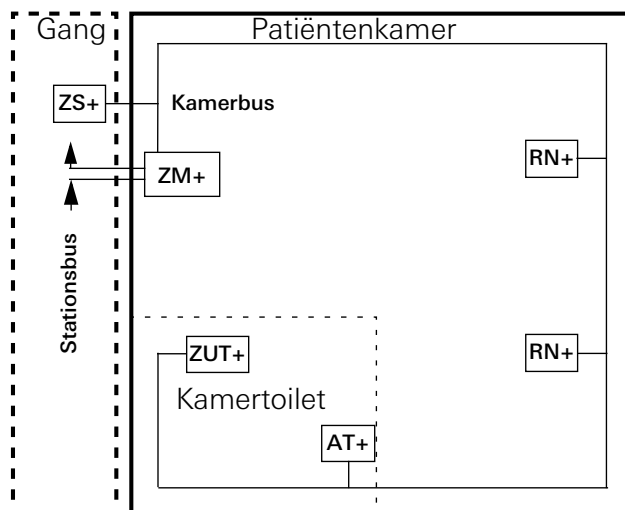 Gang
Patiëntenkamer
ZS+
Kamerbus
ZM+
RN+
Stationsbus
ZUT+
RN+
Kamertoilet
AT+